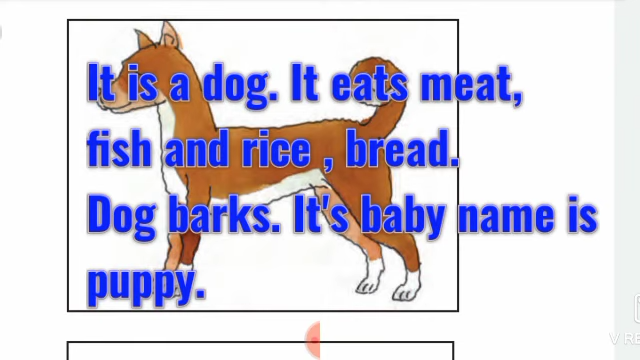 It is a dog. It eats meat,
fish and rice , bread.
Dog barks. It's baby name is
puppy.